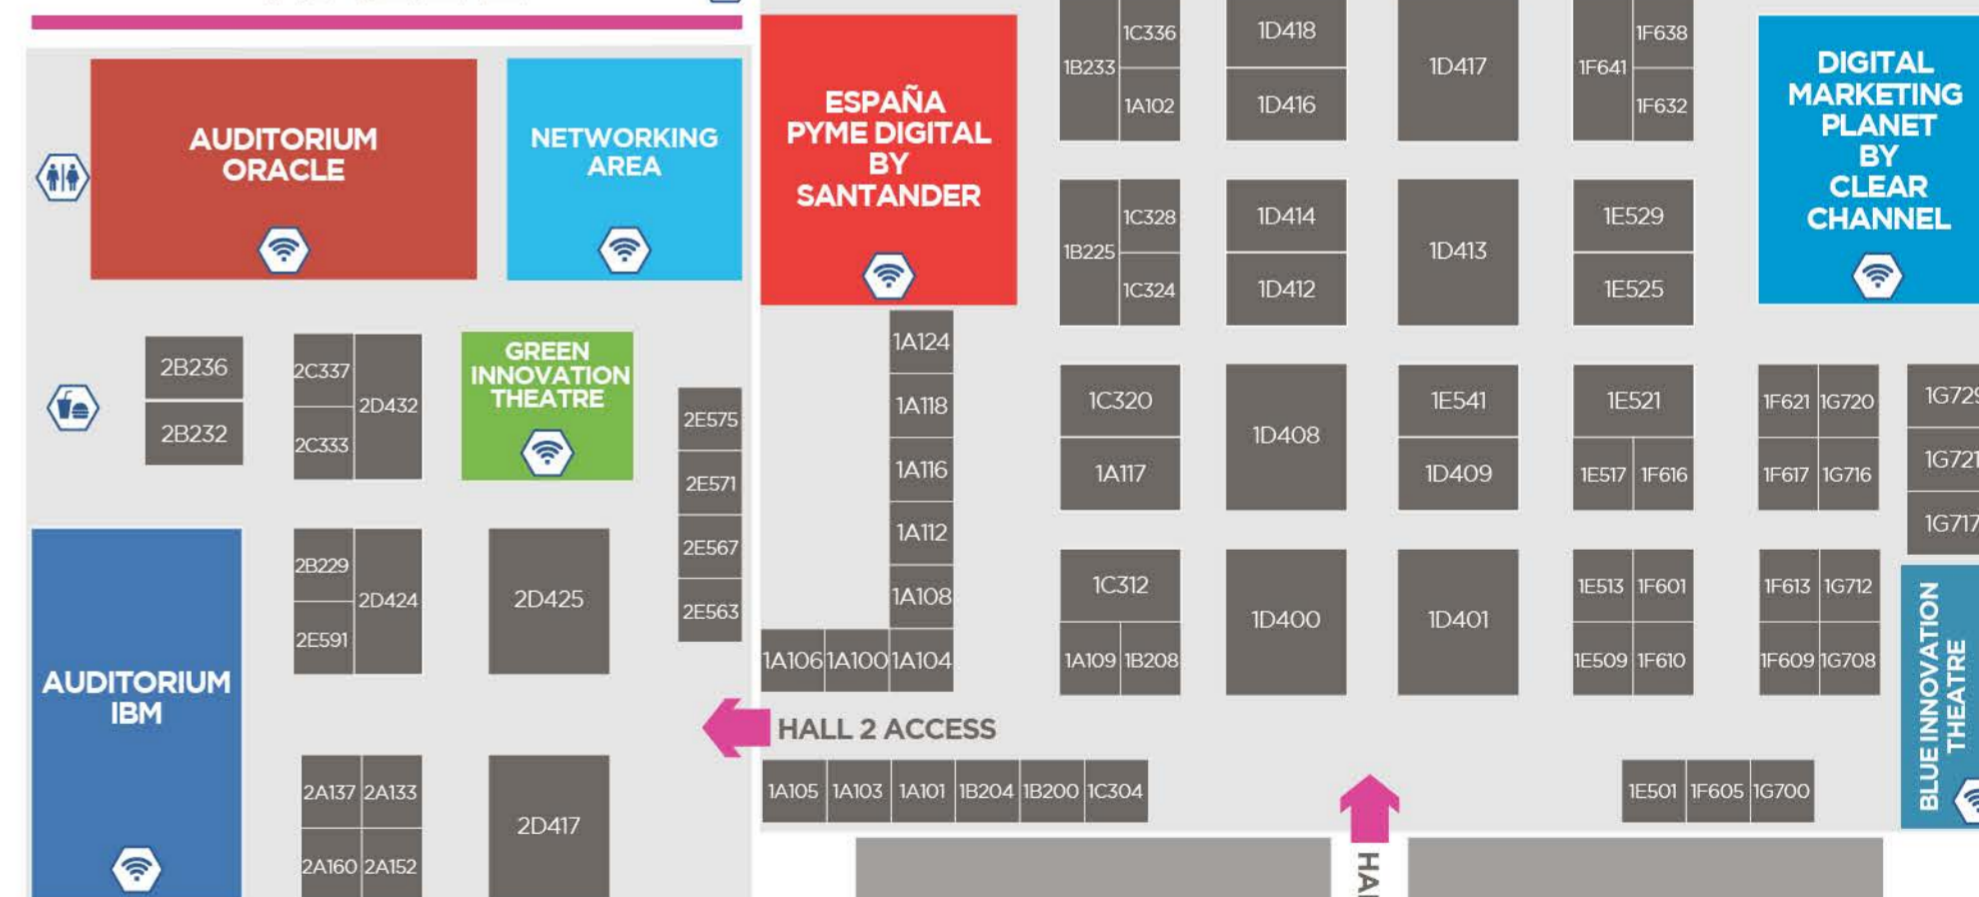 AUDITORIUM
ORACLE
NETWORKING
AREA
2B236
2B232
2C337
2C333
2D432
GREEN
INNOVATION
THEATRE
2E575
2E571
2E567
2E563
AUDITORIUM
IBM
2B229
2E591
2D424
2D425
2A137 2A133
2A160 2A152
2D417
ESPAÑA
PYME DIGITAL
BY
SANTANDER
1A124
1A118
1A116
1A112
1A108
1A106 1A100 1A104
HALL 2 ACCESS
1A105 1A103 1A101 1B204 1B200 1C304
1B233
1C336
1A102
1D418
1D416
1D417
1F641
1F638
1F632
1B225
1C328
1C324
1D414
1D412
1D413
1E529
1E525
DIGITAL
MARKETING
PLANET
BY
CLEAR
CHANNEL
1C320
1A117
1D408
1E541
1D409
1E521
1E517 1F616
1F621 1G720
1F617 1G716
1G729
1G721
1G717
1C312
1A109 1B208
1D400
1D401
1E513 1F601
1E509 1F610
1F613 1G712
1F609 1G708
BLUE INNOVATION
THEATRE
1E501 1F605 1G700